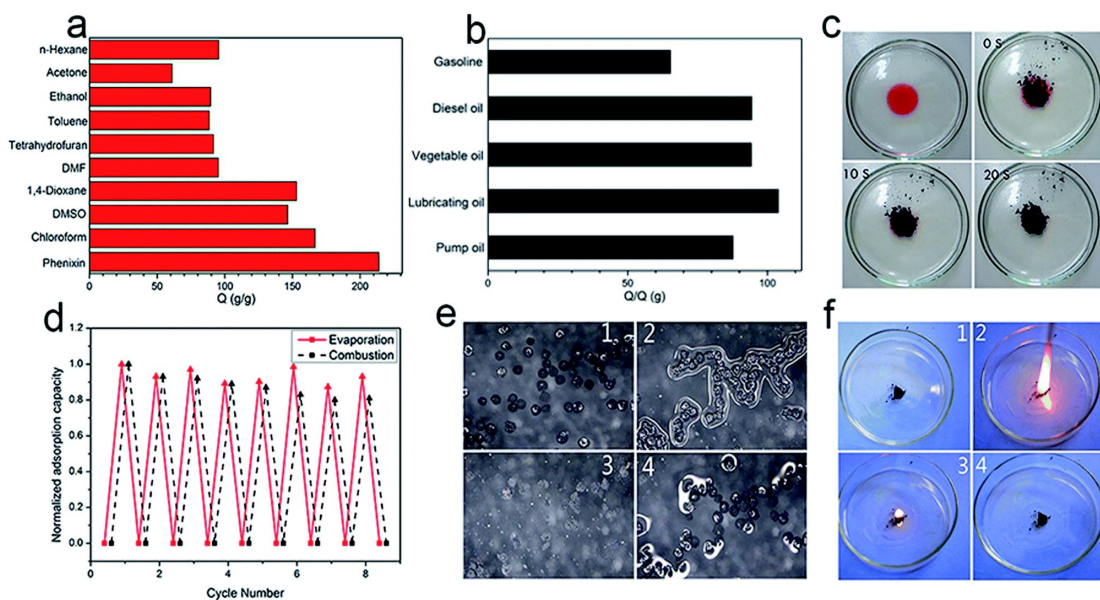 a
n-Hexane
Acetone
Ethanol
Toluene
Tetrahydrofuran
DMF
1,4-Dioxane
DMSO
Chloroform
Phenixin
0 50 100 150 200
Q (g/g)
b
Gasoline
Diesel oil
Vegetable oil
Lubricating oil
Pump oil
0 50 100
Q/Q (g)
c
0 S
10 S
20 S
d
Normalized adsorption capacity
1.2
1.0
0.8
0.6
0.4
0.2
0.0
Evaporation
Combustion
0 2 4 6 8
Cycle Number
e
1
2
3
4
f
1
2
3
4